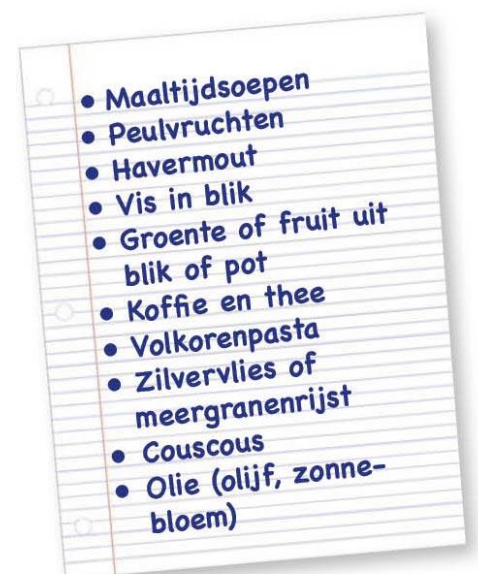 • Maaltijdsoepen
• Peulvruchten
• Havermout
• Vis in blik
• Groente of fruit uit
blik of pot
• Koffie en thee
• Volkorenpasta
• Zilvervlies of
meergranenrijst
• Couscous
• Olie (olijf, zonne-
bloem)